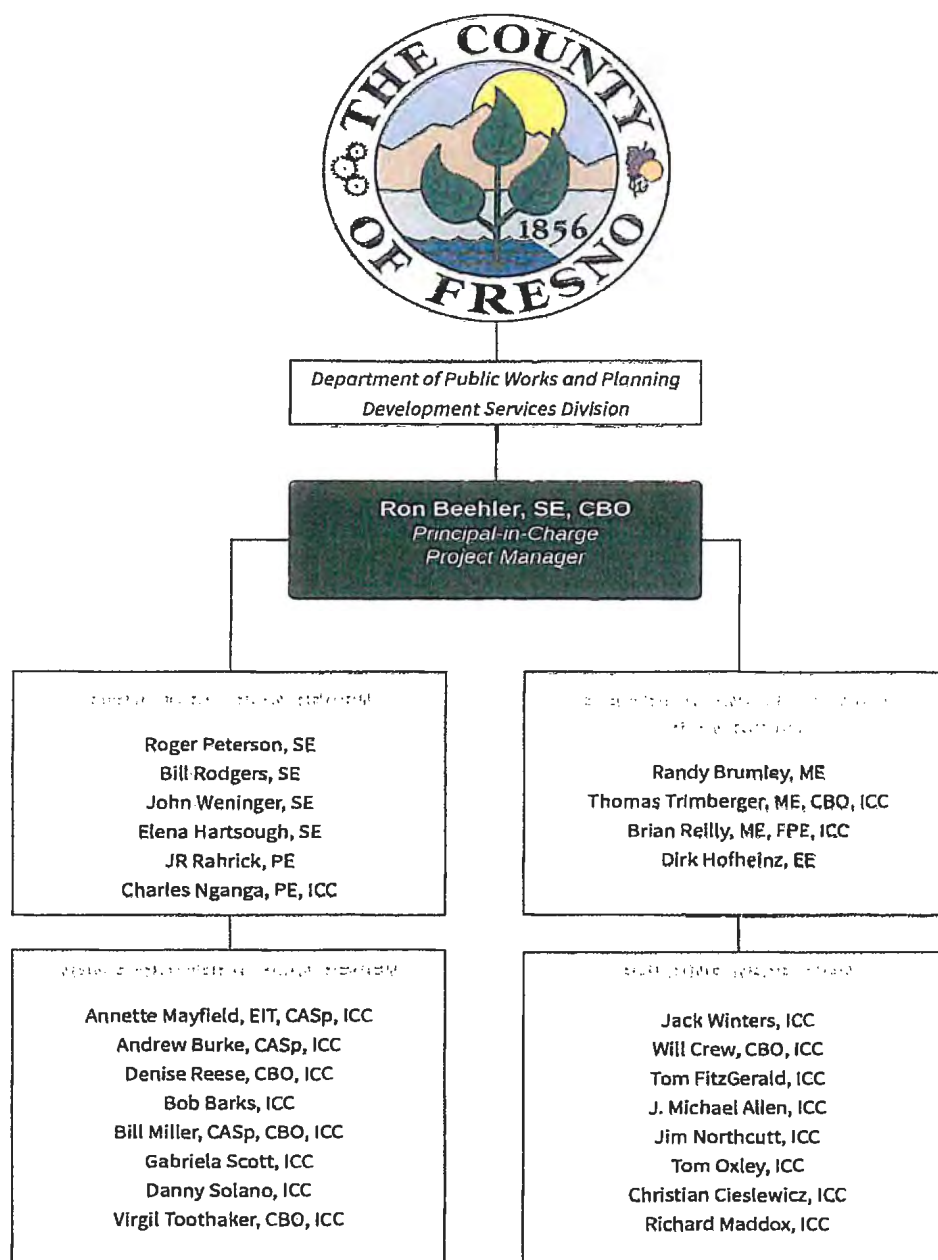 THE COUNTY
OF FRESNO
1856
Department of Public Works and Planning
Development Services Division
Ron Beehler, SE, CBO
Principal-in-Charge
Project Manager
Roger Peterson, SE
Bill Rodgers, SE
John Weninger, SE
Elena Hartsough, SE
JR Rahrick, PE
Charles Nganga, PE, ICC
Randy Brumley, ME
Thomas Trimberger, ME, CBO, ICC
Brian Reilly, ME, FPE, ICC
Dirk Hofheinz, EE
Annette Mayfield, EIT, CASp, ICC
Andrew Burke, CASp, ICC
Denise Reese, CBO, ICC
Bob Barks, ICC
Bill Miller, CASp, CBO, ICC
Gabriela Scott, ICC
Danny Solano, ICC
Virgil Toothaker, CBO, ICC
Jack Winters, ICC
Will Crew, CBO, ICC
Tom FitzGerald, ICC
J. Michael Allen, ICC
Jim Northcutt, ICC
Tom Oxley, ICC
Christian Cieslewicz, ICC
Richard Maddox, ICC